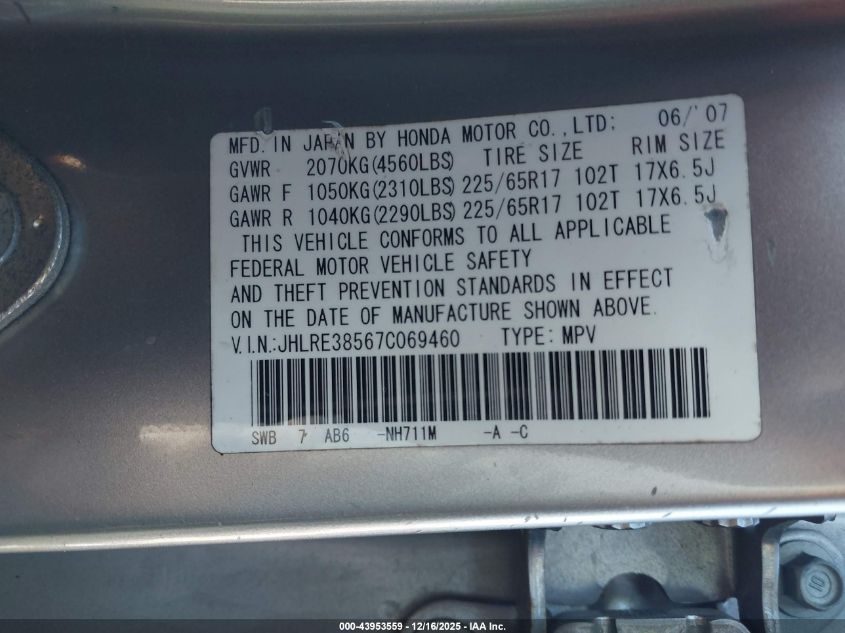 MFD. IN JAPAN BY HONDA MOTOR CO.,LTD: 06/'07
GVWR 2070KG(4560LBS) TIRE SIZE RIM SIZE
GAWR F 1050KG(2310LBS) 225/65R17 102T 17X6.5J
GAWR R 1040KG(2290LBS) 225/65R17 102T 17X6.5J
THIS VEHICLE CONFORMS TO ALL APPLICABLE
FEDERAL MOTOR VEHICLE SAFETY
AND THEFT PREVENTION STANDARDS IN EFFECT
ON THE DATE OF MANUFACTURE SHOWN ABOVE.
V.I.N.:JHLRE38567C069460 TYPE: MPV
SWB 7 AB6 -NH711M -A -C
10
000-43953559 - 12/16/2025 - IAA Inc.